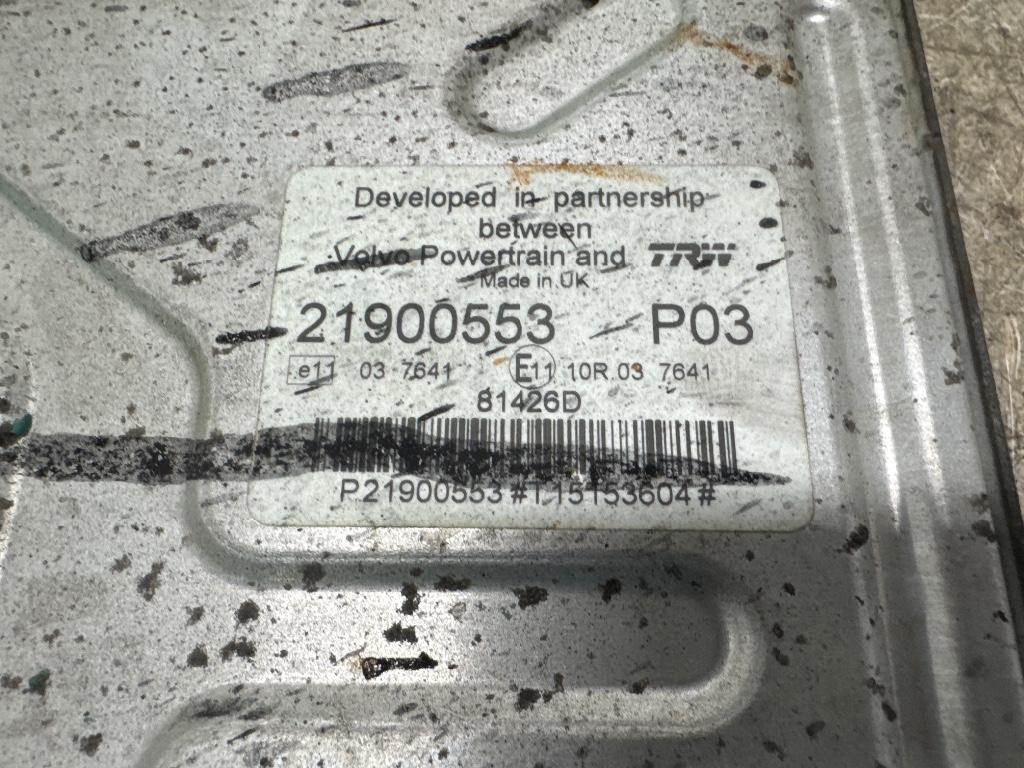 Developed in partnership
between
Volvo Powertrain and TRW
Made in UK
21900553 P03
e11 03 7641 E11 10R.03 7641
81426D
P21900553#T15153604#